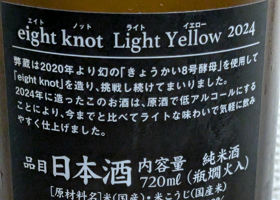 エイト ノット ライト イエロー
eight knot Light Yellow 2024
弊蔵は2020年より幻の「きょうかい8号酵母」を使用して
「eight knot」を造り、挑戦し続けてまいりました。
2024年に造ったこのお酒は、原酒で低アルコールにする
ことにより、今までと比べてライトな味わいで気軽に飲み
やすく仕上げました。
品目 日本酒 内容量 純米酒
720ml (瓶燗火入)
[原材料名]米(国産)・米こうじ(国産米)